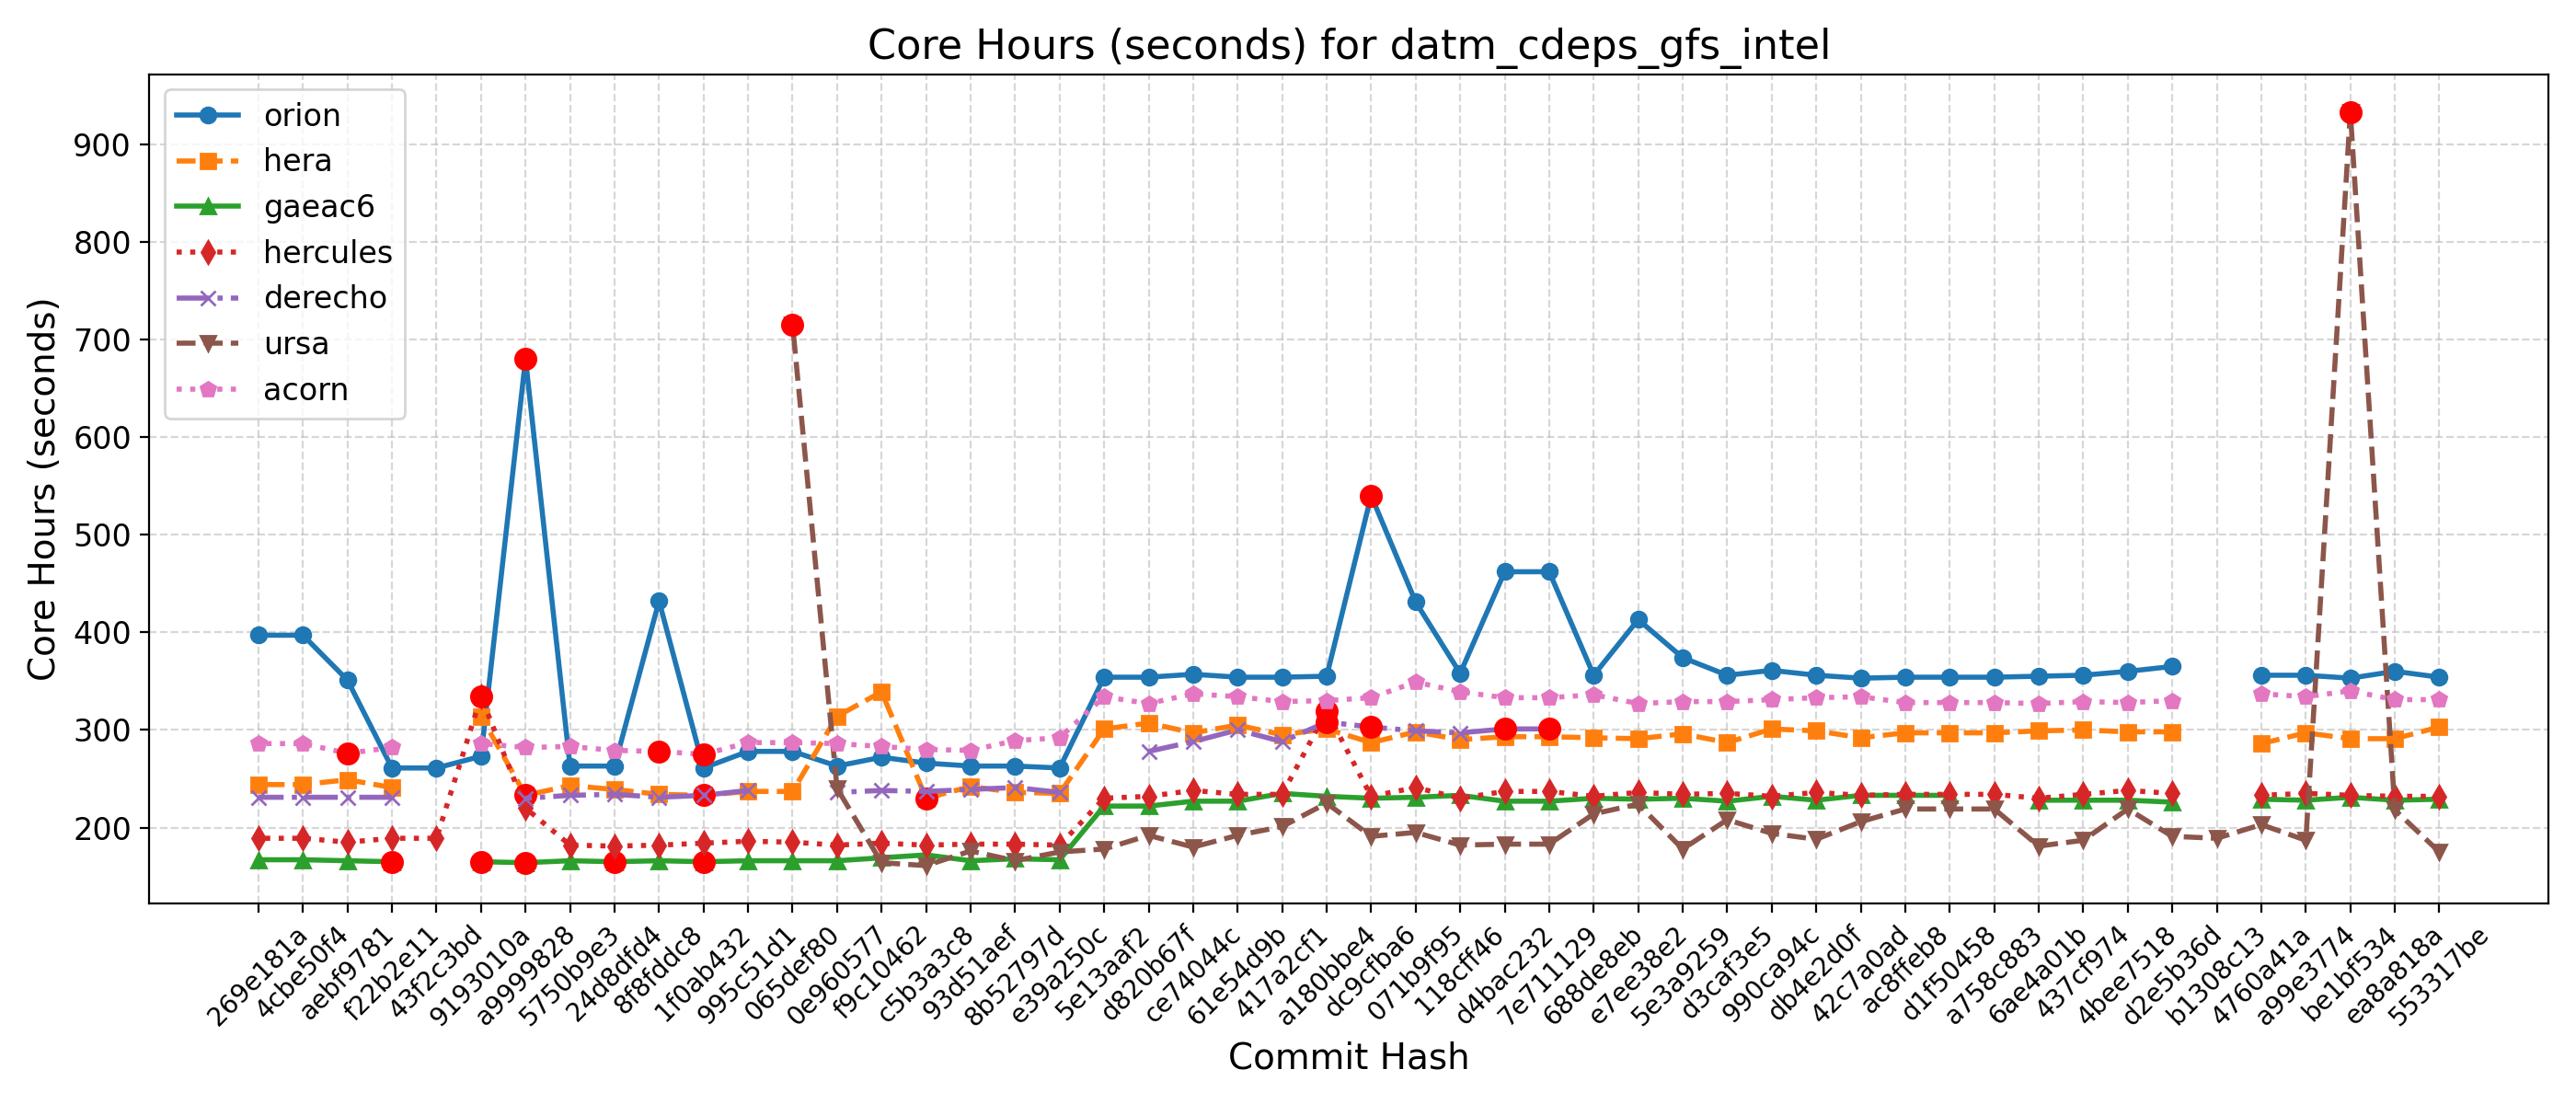 Core Hours (seconds) for datm_cdeps_gfs_intel
orion
hera
gaeac6
hercules
derecho
ursa
acorn
Core Hours (seconds)
900
800
700
600
500
400
300
200
269e181a
4cbe50f4
aebf9781
f22b2e11
43f2c3bd
9193010a
a9999828
5750b9e3
24d8dfd4
8f8fddc8
1f0ab432
995c51d1
065def80
0e960577
f9c10462
c5b3a3c8
93d51aef
8b52797d
e39a250c
5e13aaf2
d820b67f
ce74044c
61e54d9b
417a2cf1
a180bbe4
dc9cfba6
071b9f95
118cff46
d4bac232
7e711129
688de8eb
e7ee38e2
5e3a9259
d3caf3e5
990ca94c
db4e2d0f
42c7a0ad
ac8ffeb8
d1f50458
a758c883
6ae4a01b
437cf974
4bee7518
d2e5b36d
b1308c13
4760a41a
a99e3774
be1bf534
ea8a818a
553317be
Commit Hash